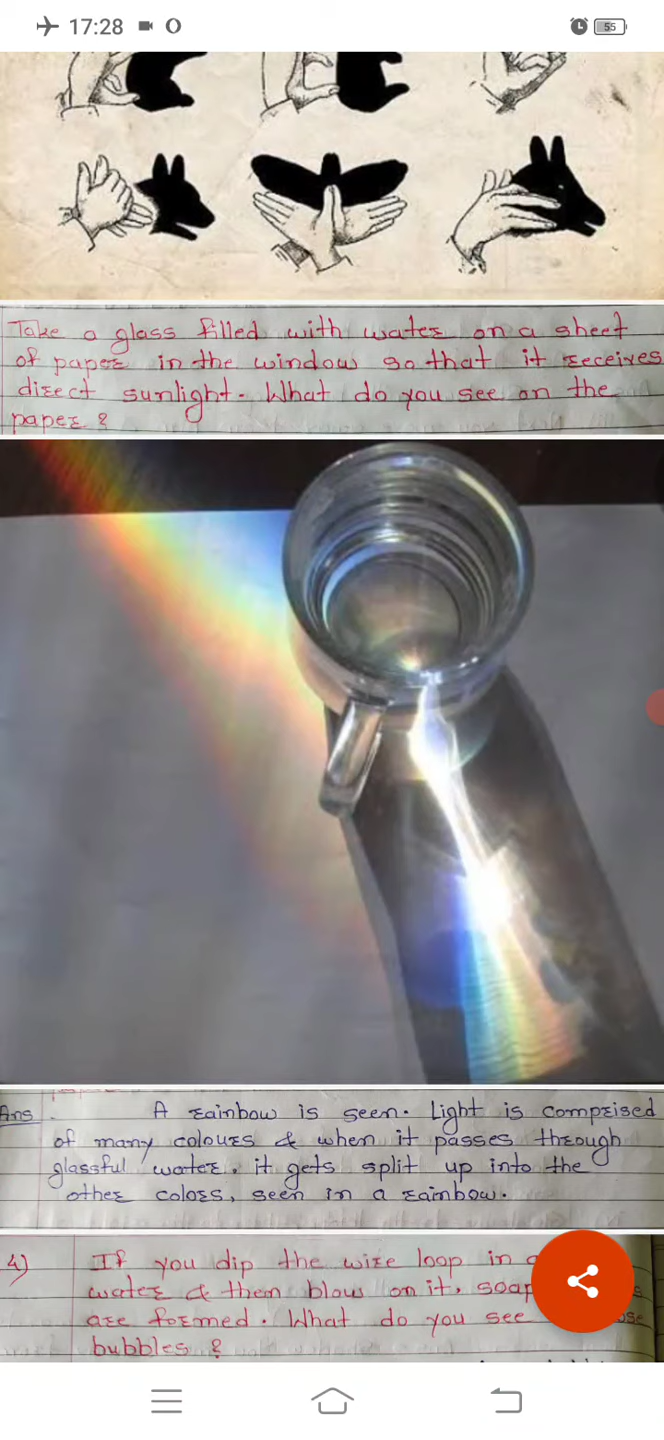 17:28
55
Take a glass filled with water on a sheet
of paper in the window so that it receives
direct sunlight. What do you see on the
paper?
Ans. A rainbow is seen. Light is comprised
of many colours & when it passes through
glassful water, it gets split up into the
other colors, seen in a rainbow.
4) If you dip the wire loop in
water & them blow on it, soap
are formed. What do you see
bubbles?